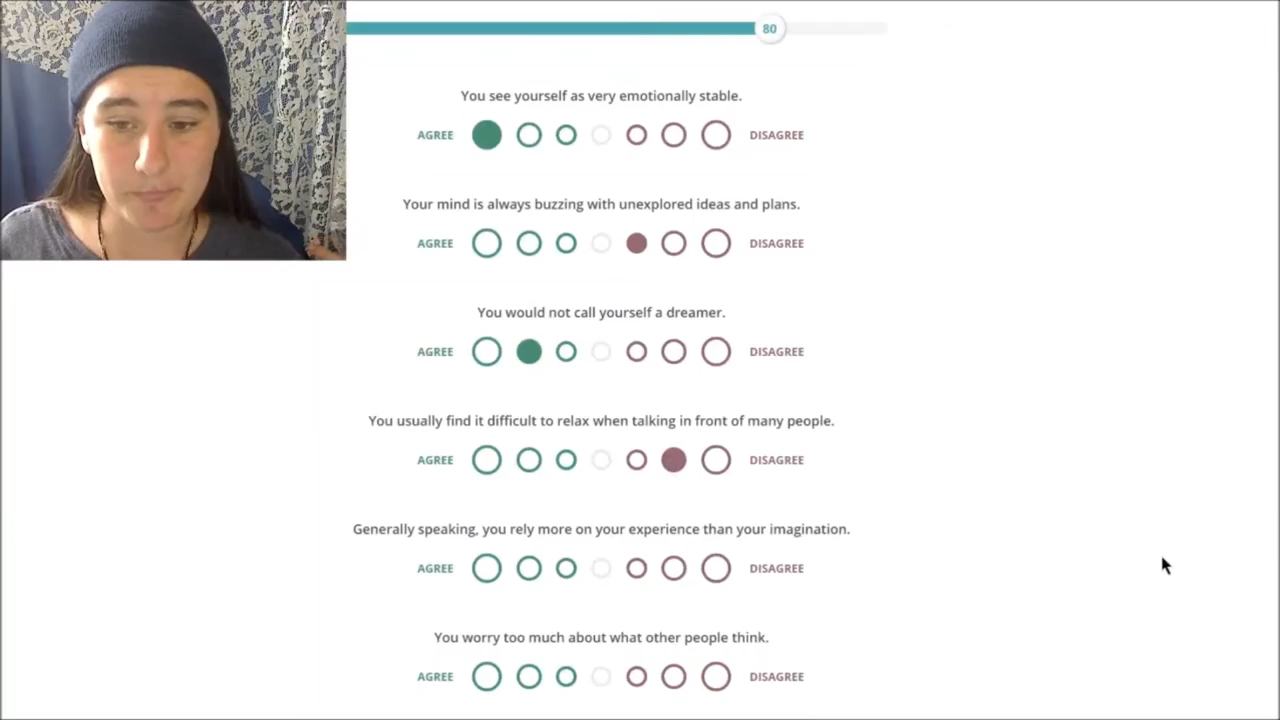 80
You see yourself as very emotionally stable.
AGREE DISAGREE
Your mind is always buzzing with unexplored ideas and plans.
AGREE DISAGREE
You would not call yourself a dreamer.
AGREE DISAGREE
You usually find it difficult to relax when talking in front of many people.
AGREE DISAGREE
Generally speaking, you rely more on your experience than your imagination.
AGREE DISAGREE
You worry too much about what other people think.
AGREE DISAGREE